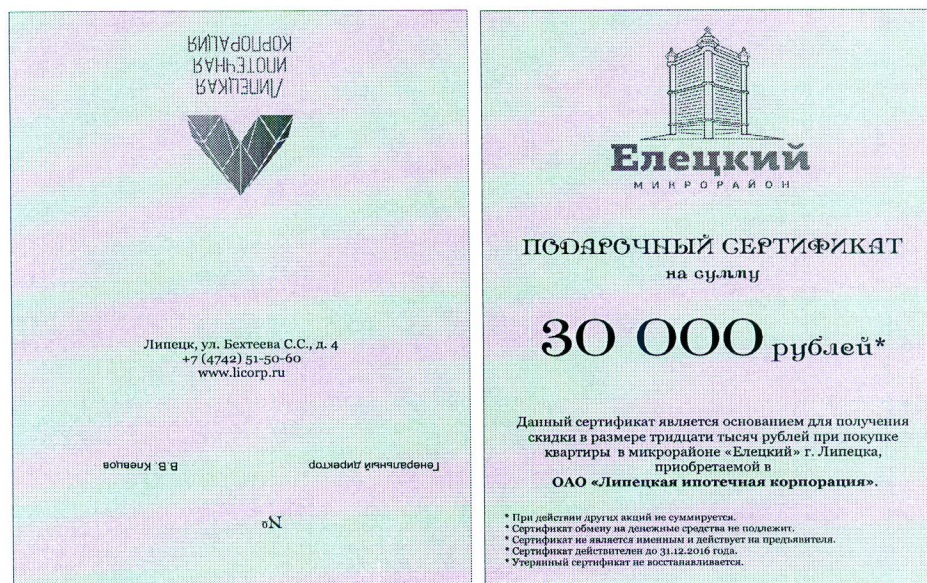 ЛИПЕЦКАЯ
ИПОТЕЧНАЯ
КОРПОРАЦИЯ
Липецк, ул. Бехтеева С.С., д. 4
+7 (4742) 51-50-60
www.licorp.ru
Генеральный директор В.В. Клевцов
№
Елецкий
МИКРОРАЙОН
ПОДАРОЧНЫЙ СЕРТИФИКАТ
на сумму
30 000 рублей*
Данный сертификат является основанием для получения
скидки в размере тридцати тысяч рублей при покупке
квартиры в микрорайоне «Елецкий» г. Липецка,
приобретаемой в
ОАО «Липецкая ипотечная корпорация».
* При действии других акций не суммируется.
* Сертификат обмену на денежные средства не подлежит.
* Сертификат не является именным и действует на предъявителя.
* Сертификат действителен до 31.12.2016 года.
* Утерянный сертификат не восстанавливается.